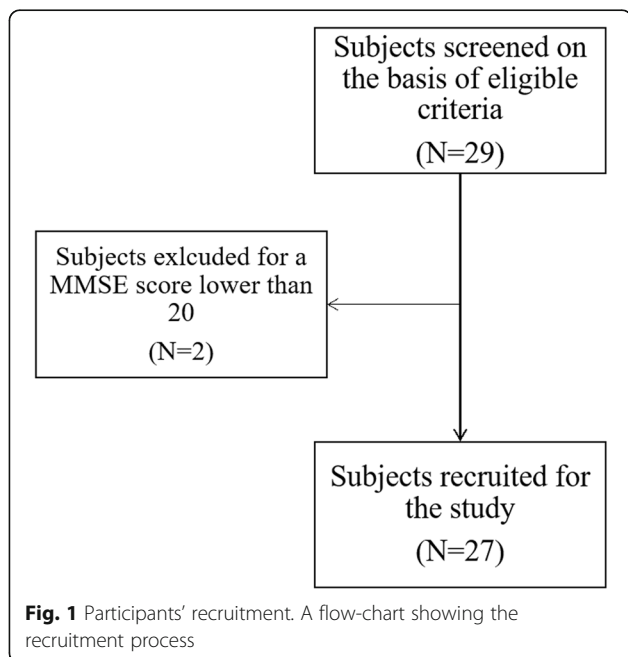 Subjects screened on
the basis of eligible
criteria
(N=29)
Subjects exlcuded for a
MMSE score lower than
20
(N=2)
Subjects recruited for
the study
(N=27)
Fig. 1 Participants’ recruitment. A flow-chart showing the
recruitment process